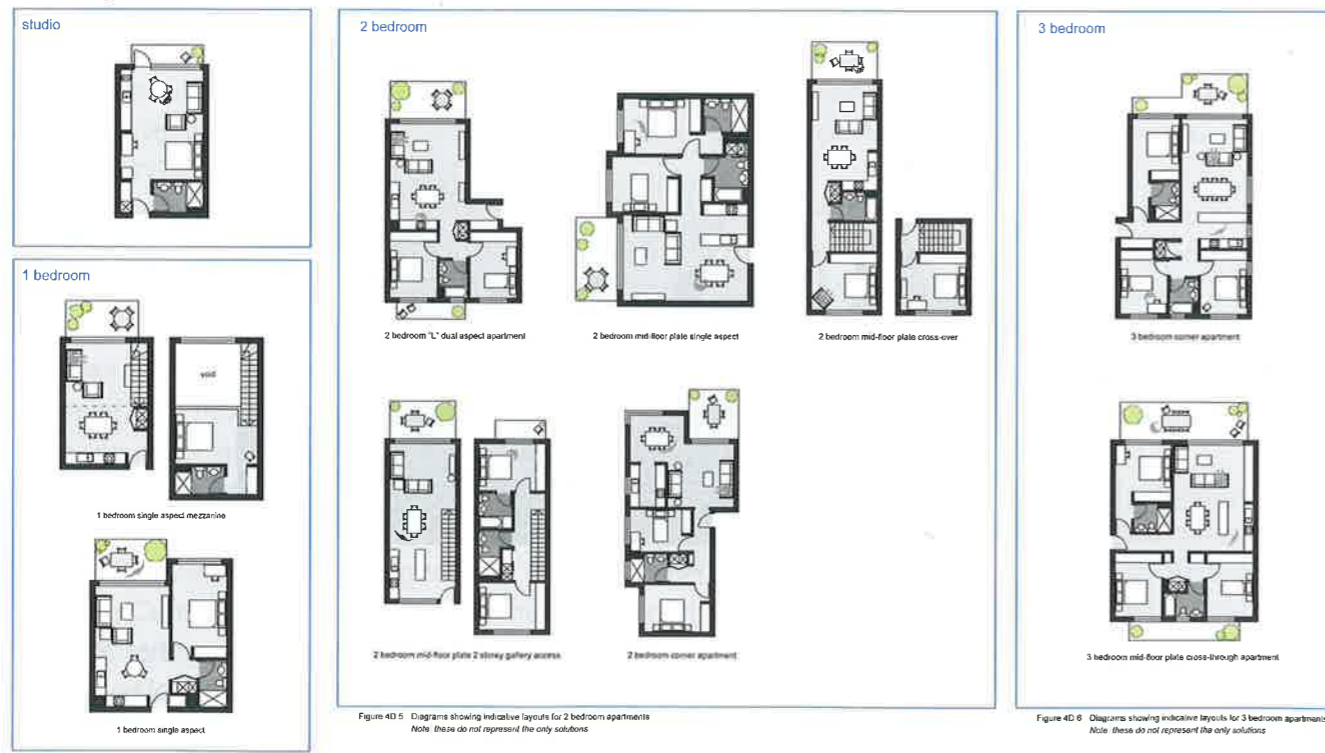 studio
1 bedroom
void
1 bedroom single aspect mezzanine
1 bedroom single aspect
2 bedroom
2 bedroom "L" dual aspect apartment
2 bedroom mid-floor plate single aspect
2 bedroom mid-floor plate cross-over
2 bedroom mid-floor plate 2 storey gallery access
2 bedroom corner apartment
Figure 4D 5 Diagrams showing indicative layouts for 2 bedroom apartments
Note these do not represent the only solutions
3 bedroom
3 bedroom corner apartment
3 bedroom mid-floor plate cross-through apartment
Figure 4D 6 Diagrams showing indicative layouts for 3 bedroom apartments
Note these do not represent the only solutions